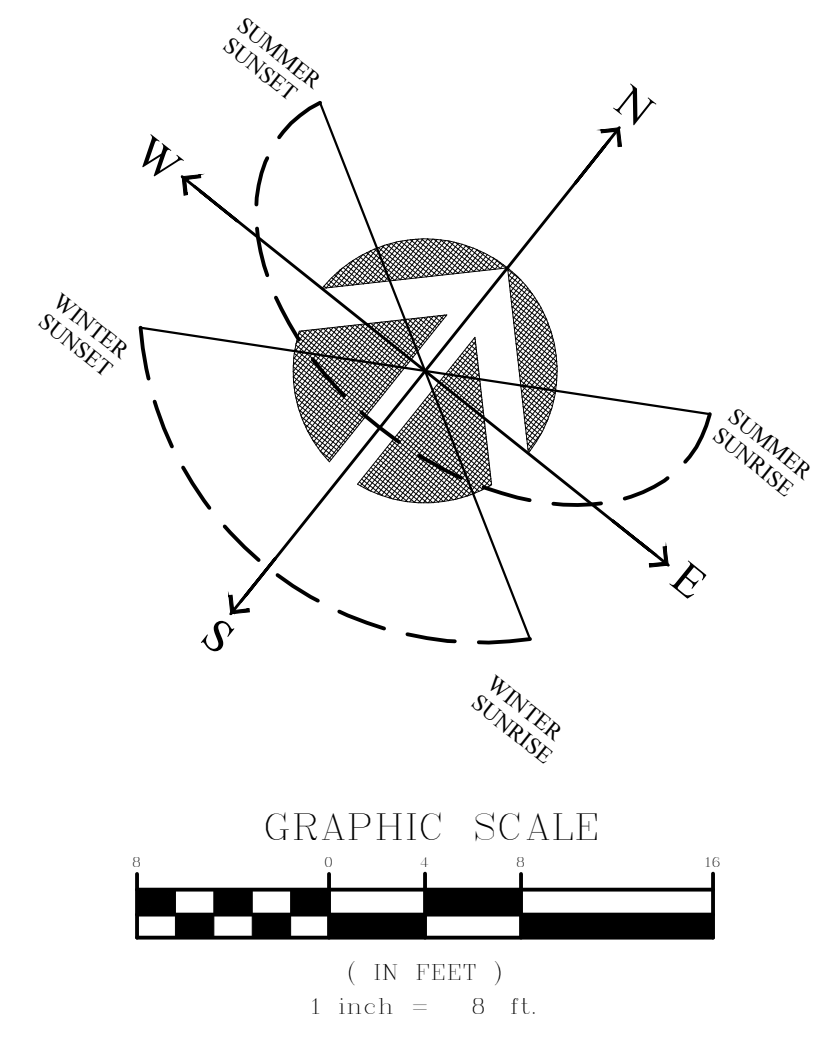 SUMMER
SUNSET
N
W
WINTER
SUNSET
SUMMER
SUNRISE
E
S
WINTER
SUNRISE
GRAPHIC SCALE
8 0 4 8 16
( IN FEET )
1 inch = 8 ft.